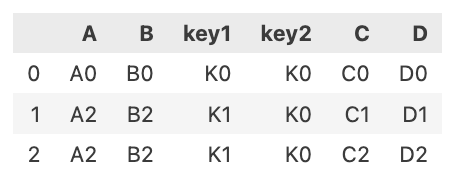 A B key1 key2 C D
0 A0 B0 K0 K0 C0 D0
1 A2 B2 K1 K0 C1 D1
2 A2 B2 K1 K0 C2 D2